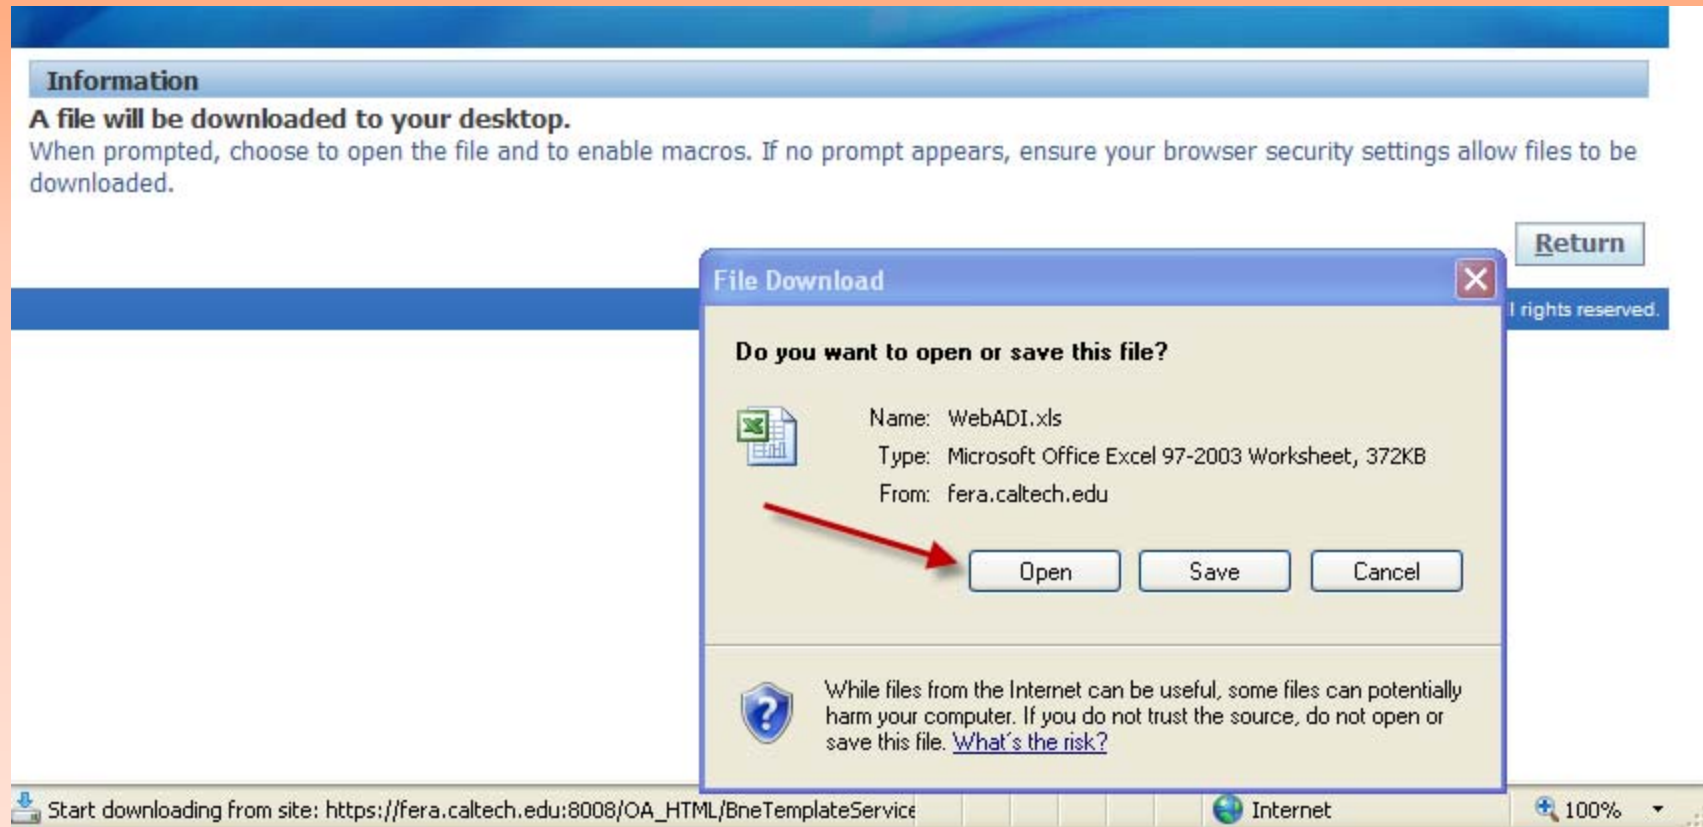 Information
A file will be downloaded to your desktop.
When prompted, choose to open the file and to enable macros. If no prompt appears, ensure your browser security settings allow files to be
downloaded.
Return
File Download
rights reserved.
Do you want to open or save this file?
Name: WebADI.xls
Type: Microsoft Office Excel 97-2003 Worksheet, 372KB
From: fera.caltech.edu
Open Save Cancel
While files from the Internet can be useful, some files can potentially
harm your computer. If you do not trust the source, do not open or
save this file. What's the risk?
Start downloading from site: https://fera.caltech.edu:8008/OA_HTML/BneTemplateService Internet 100%